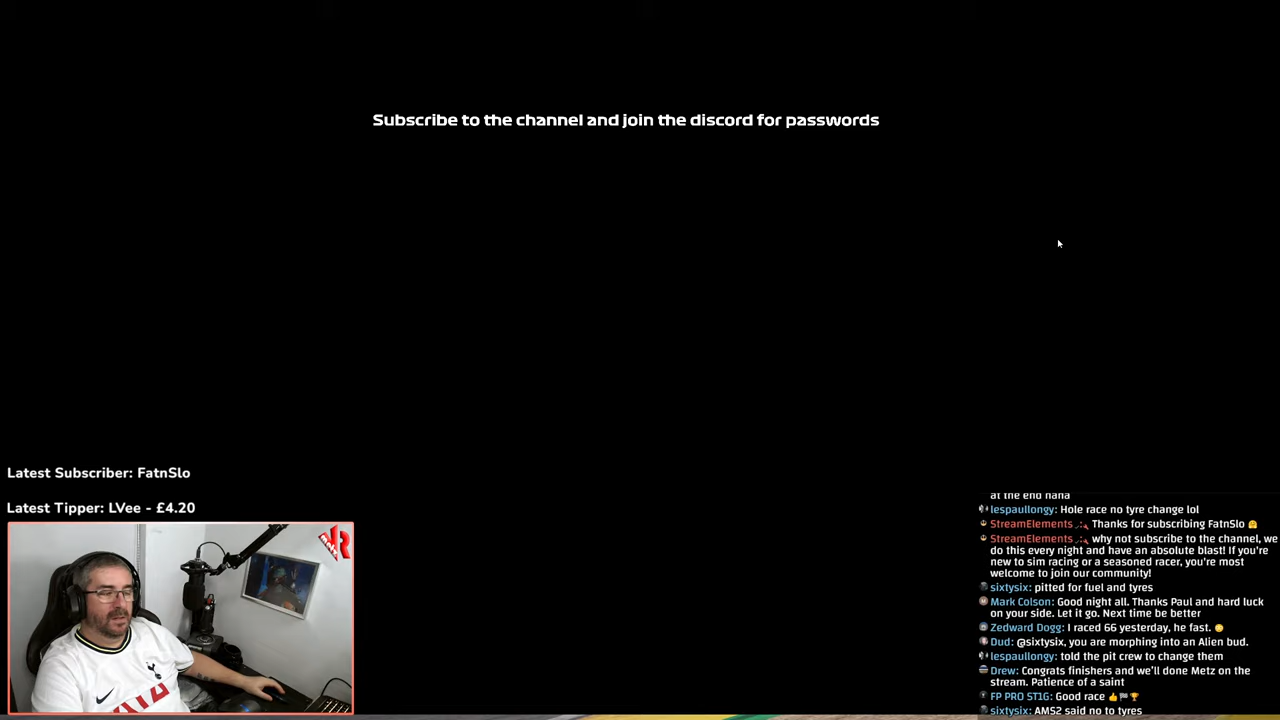 Subscribe to the channel and join the discord for passwords
Latest Subscriber: FatnSlo
Latest Tipper: LVee - £4.20
at the end haha
lespaullongy: Hole race no tyre change lol
StreamElements: Thanks for subscribing FatnSlo 🤗
StreamElements: why not subscribe to the channel, we
do this every night and have an absolute blast! If you're
new to sim racing or a seasoned racer, you're most
welcome to join our community!
sixtysix: pitted for fuel and tyres
Mark Colson: Good night all. Thanks Paul and hard luck
on your side. Let it go. Next time be better
Zedward Dogg: I raced 66 yesterday, he fast. 😳
Dud: @sixtysix, you are morphing into an Alien bud.
lespaullongy: told the pit crew to change them
Drew: Congrats finishers and we'll done Metz on the
stream. Patience of a saint
FP PRO ST1G: Good race 👍🏁🏆
sixtysix: AMS2 said no to tyres